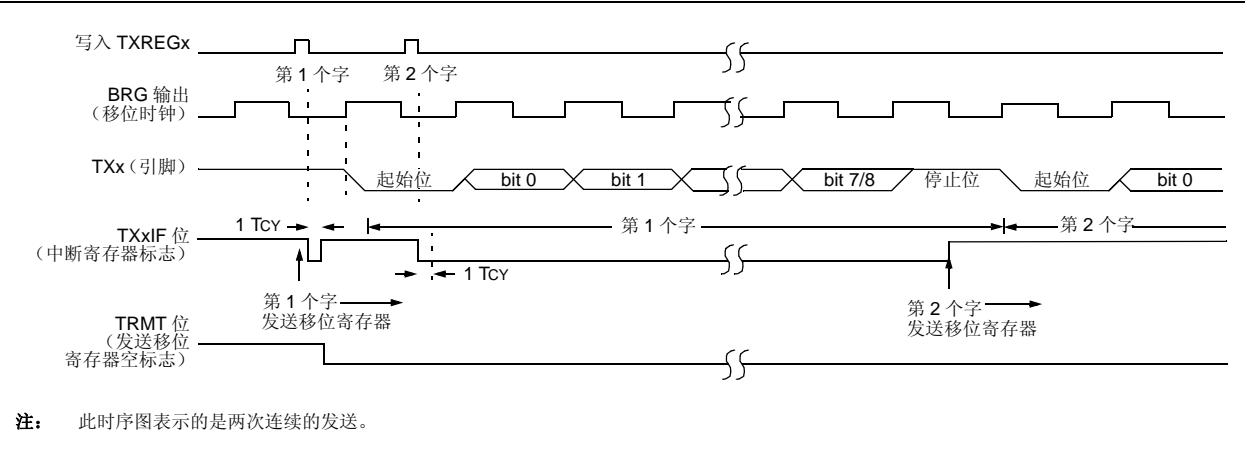 写入 TXREGx
第 1 个字
第 2 个字
BRG 输出
（移位时钟）
TXx（引脚）
起始位
bit 0
bit 1
bit 7/8
停止位
起始位
bit 0
TXxIF 位
（中断寄存器标志）
1 TCY
第 1 个字
第 2 个字
1 TCY
第 1 个字
发送移位寄存器
第 2 个字
发送移位寄存器
TRMT 位
（发送移位
寄存器空标志）
注： 此时序图表示的是两次连续的发送。